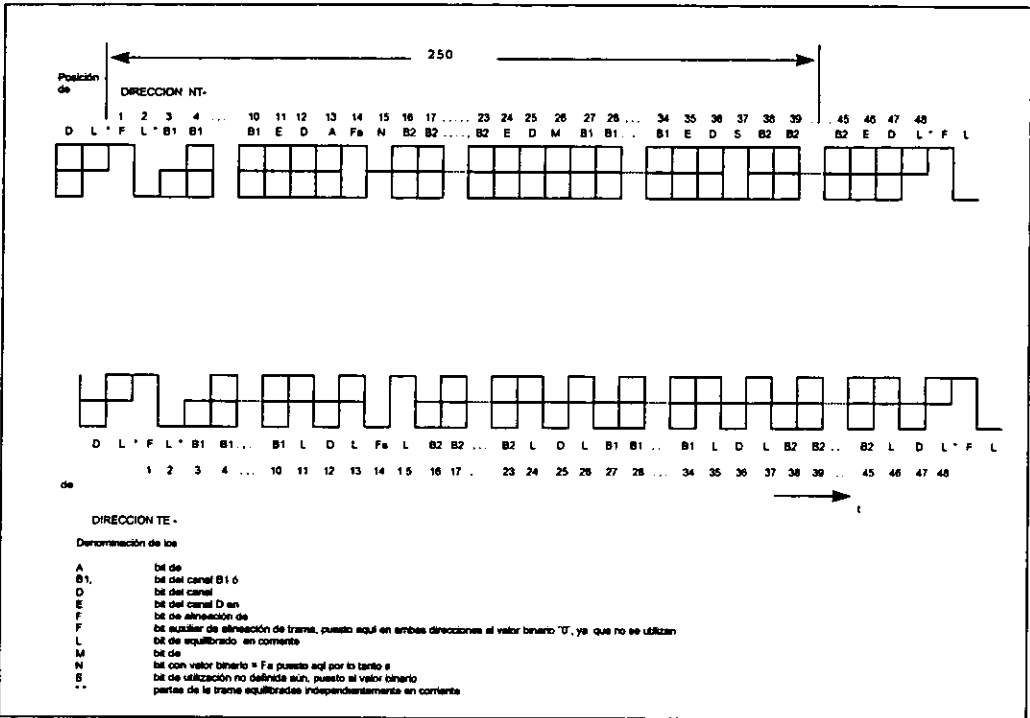 250
Posición
de
DIRECCION NT-
1 2 3 4 ... 10 11 12 13 14 15 16 17 ..... 23 24 25 26 27 28 ... 34 35 36 37 38 39 ... 45 46 47 48
D L * F L * B1 B1 B1 E D A Fa N B2 B2 ..... B2 E D M B1 B1 ... B1 E D S B2 B2 B2 E D L * F L
D L * F L * B1 B1... B1 L D L Fa L B2 B2 ... B2 L D L B1 B1 ... B1 L D L B2 B2 .. B2 L D L * F L
1 2 3 4 ... 10 11 12 13 14 15 16 17 . 23 24 25 26 27 28 ... 34 35 36 37 38 39 ... 45 46 47 48
de
t
DIRECCION TE -
Denominación de los
A bit de
B1, bit del canal B1 ó
D bit del canal
E bit del canal D en
F bit de alineación de
F bit auxiliar de alineación de trama, puesto aquí en ambas direcciones al valor binario "0", ya que no se utilizan
L bit de equilibrado en corriente
M bit de
N bit con valor binario = Fa puesto aqí por lo tanto a
S bit de utilización no definida aún, puesto al valor binario
* * partes de la trama equilibradas independientemente en corriente